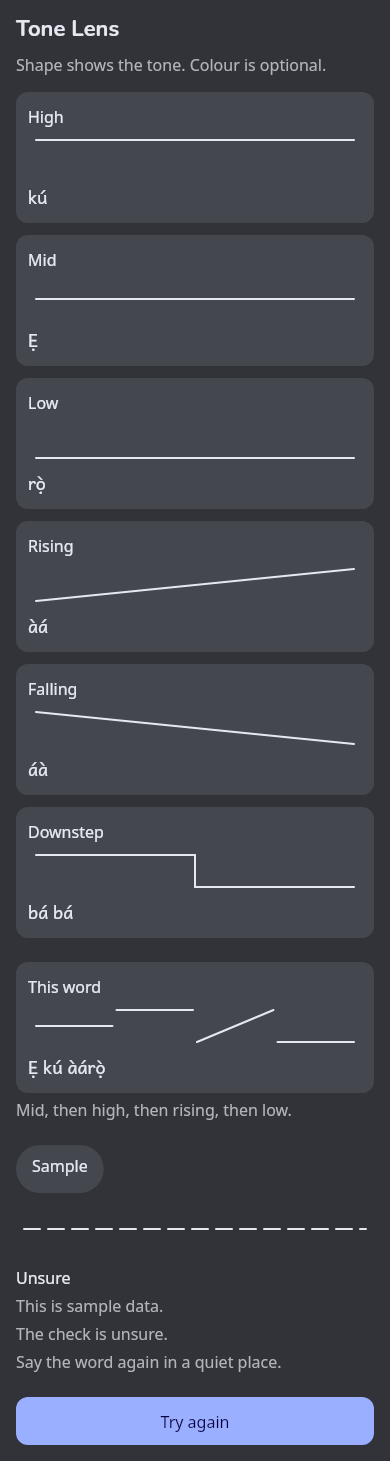 Tone Lens
Shape shows the tone. Colour is optional.
High
kú
Mid
Ẹ
Low
rọ̀
Rising
àá
Falling
áà
Downstep
bá bá
This word
Ẹ kú àárọ̀
Mid, then high, then rising, then low.
Sample
Unsure
This is sample data.
The check is unsure.
Say the word again in a quiet place.
Try again